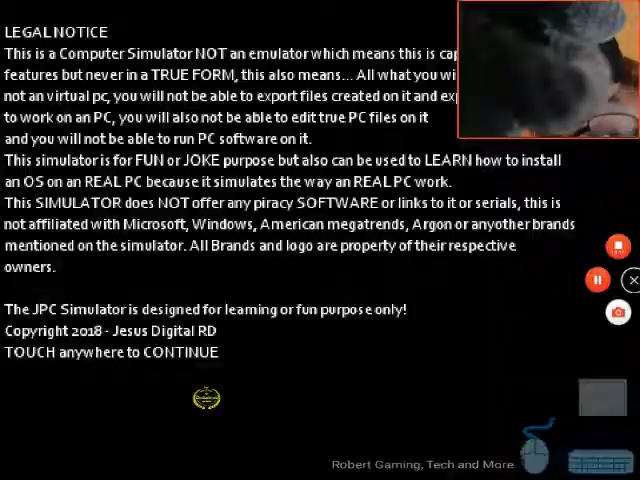 LEGAL NOTICE
This is a Computer Simulator NOT an emulator which means this is cap
features but never in a TRUE FORM, this also means... All what you wi
not an virtual pc, you will not be able to export files created on it and exp
to work on an PC, you will also not be able to edit true PC files on it
and you will not be able to run PC software on it.
This simulator is for FUN or JOKE purpose but also can be used to LEARN how to install
an OS on an REAL PC because it simulates the way an REAL PC work.
This SIMULATOR does NOT offer any piracy SOFTWARE or links to it or serials, this is
not affiliated with Microsoft, Windows, American megatrends, Argon or anyother brands
mentioned on the simulator. All Brands and logo are property of their respective
owners.
The JPC Simulator is designed for learning or fun purpose only!
Copyright 2018 - Jesus Digital RD
TOUCH anywhere to CONTINUE
Robert Gaming, Tech and More